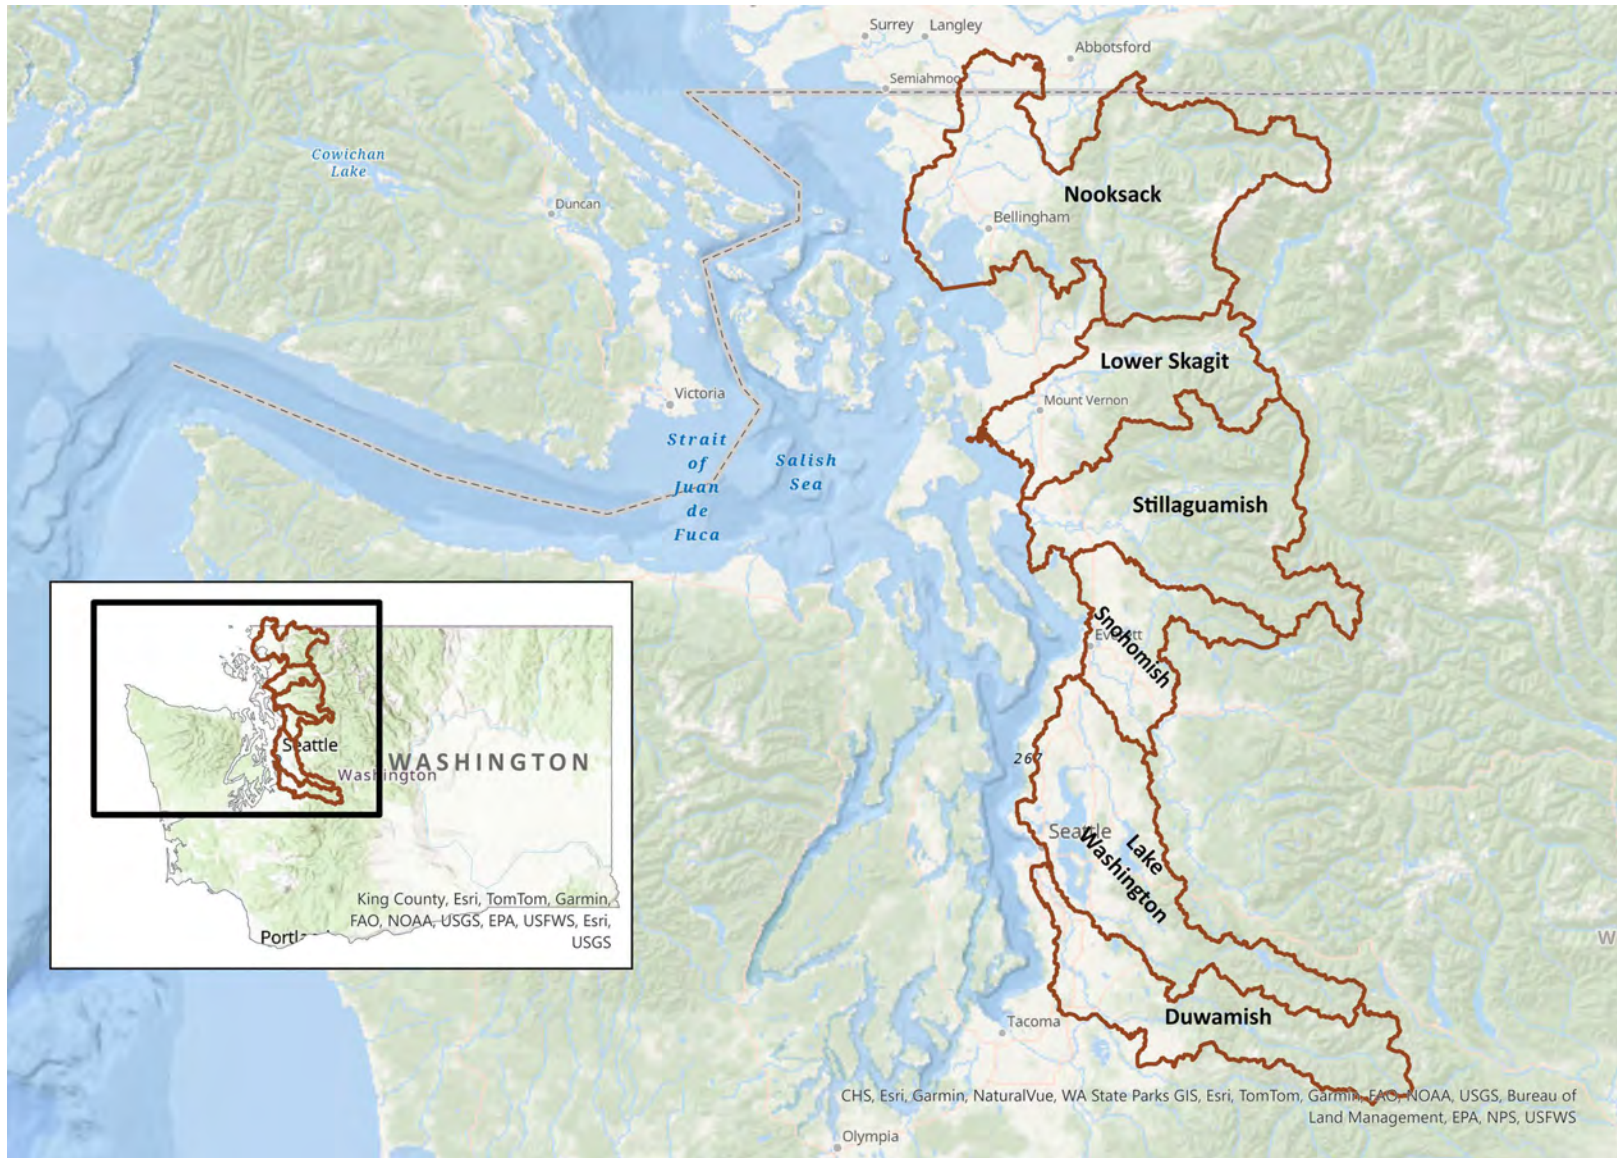 Surrey
Langley
Abbotsford
Semiahmoo
Cowichan
Lake
Duncan
Nooksack
Bellingham
Lower Skagit
Mount Vernon
Victoria
Strait
of
Juan
de
Fuca
Salish
Sea
Stillaguamish
Snohomish
Everett
267
Seattle
Lake
Washington
Duwamish
Tacoma
Olympia
W
Seattle
Washington
WASHINGTON
King County, Esri, TomTom, Garmin,
FAO, NOAA, USGS, EPA, USFWS, Esri,
USGS
CHS, Esri, Garmin, NaturalVue, WA State Parks GIS, Esri, TomTom, Garmin, FAO, NOAA, USGS, Bureau of
Land Management, EPA, NPS, USFWS